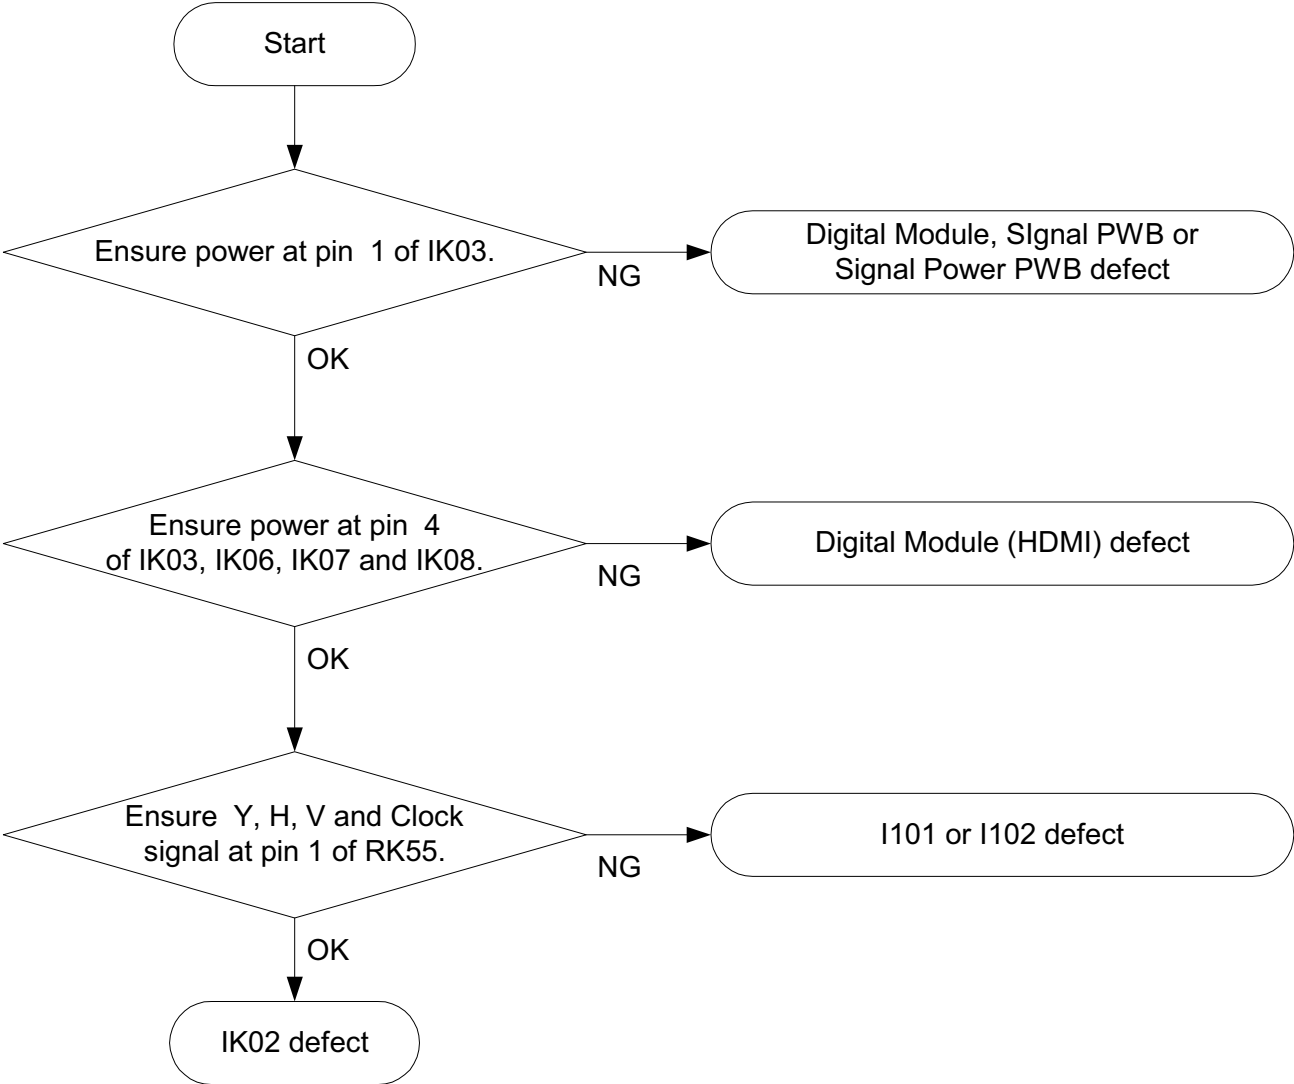 Start
Ensure power at pin  1 of IK03.
NG
Digital Module, SIgnal PWB or
Signal Power PWB defect
OK
Ensure power at pin  4
of IK03, IK06, IK07 and IK08.
NG
Digital Module (HDMI) defect
OK
Ensure  Y, H, V and Clock
signal at pin 1 of RK55.
NG
I101 or I102 defect
OK
IK02 defect